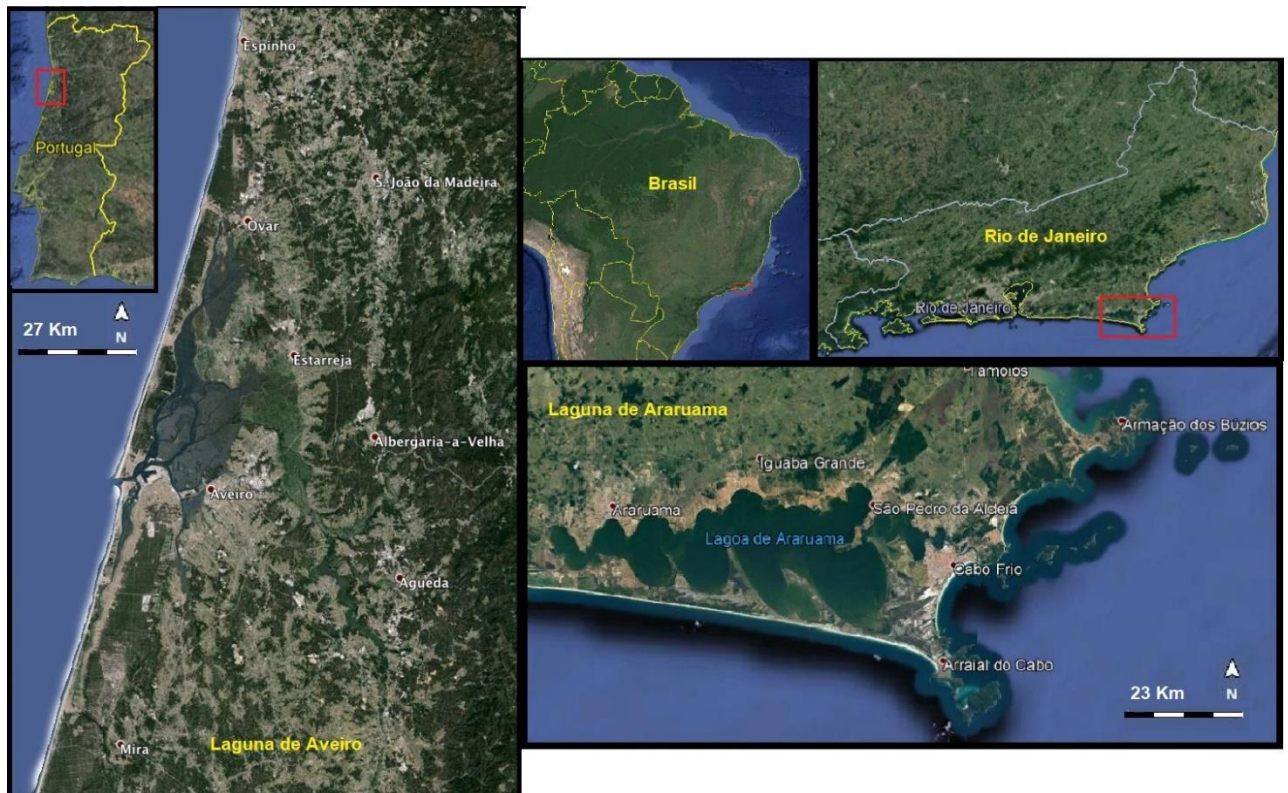 Portugal
27 Km
N
Espinho
S. João da Madeira
Ovar
Estarreja
Albergaria-a-Velha
Aveiro
Águeda
Mira
Laguna de Aveiro
Brasil
Rio de Janeiro
Rio de Janeiro
Laguna de Araruama
Tamoios
Armação dos Búzios
Iguaba Grande
Araruama
São Pedro da Aldeia
Lagoa de Araruama
Cabo Frio
Arraial do Cabo
23 Km
N